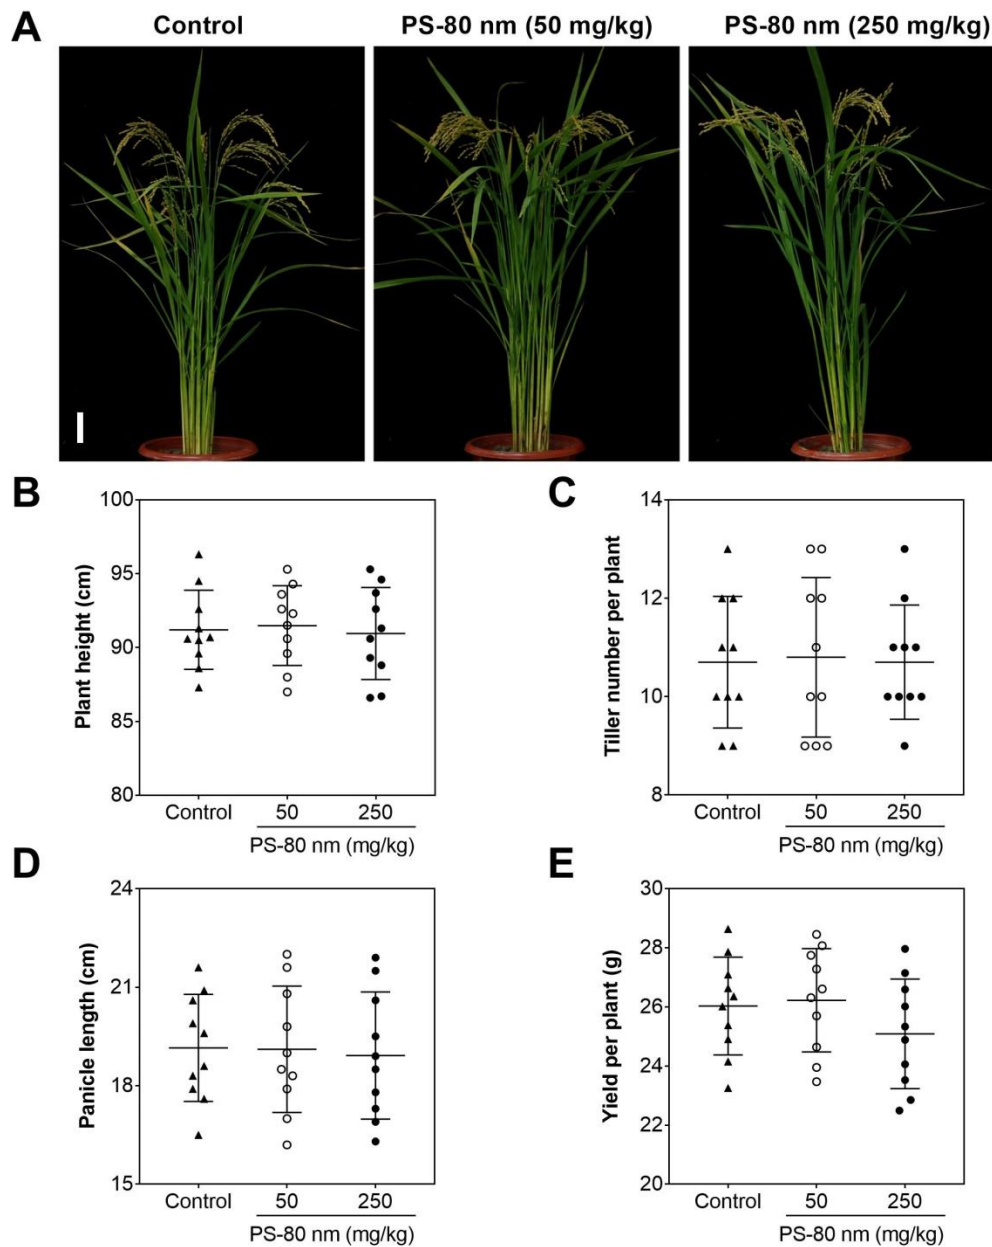 A
Control
PS-80 nm (50 mg/kg)
PS-80 nm (250 mg/kg)
B
Plant height (cm)
100
95
90
85
80
Control
50
250
PS-80 nm (mg/kg)
C
Tiller number per plant
14
12
10
8
Control
50
250
PS-80 nm (mg/kg)
D
Panicle length (cm)
24
21
18
15
Control
50
250
PS-80 nm (mg/kg)
E
Yield per plant (g)
30
28
26
24
22
20
Control
50
250
PS-80 nm (mg/kg)